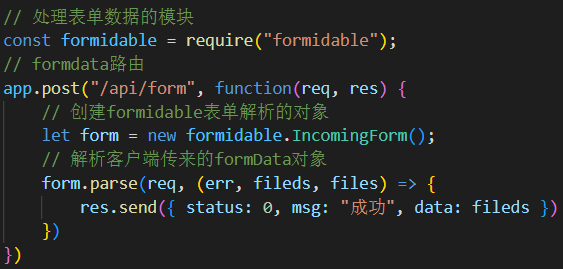 // 处理表单数据的模块
const formidable = require("formidable");
// formdata路由
app.post("/api/form", function(req, res) {
    // 创建formidable表单解析的对象
    let form = new formidable.IncomingForm();
    // 解析客户端传来的formData对象
    form.parse(req, (err, fileds, files) => {
        res.send({ status: 0, msg: "成功", data: fileds })
    })
})